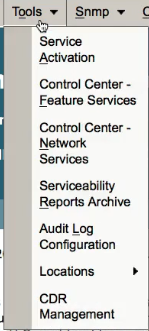 Tools Snmp
Service
Activation
Control Center -
Feature Services
Control Center -
Network
Services
Serviceability
Reports Archive
Audit Log
Configuration
Locations
CDR
Management